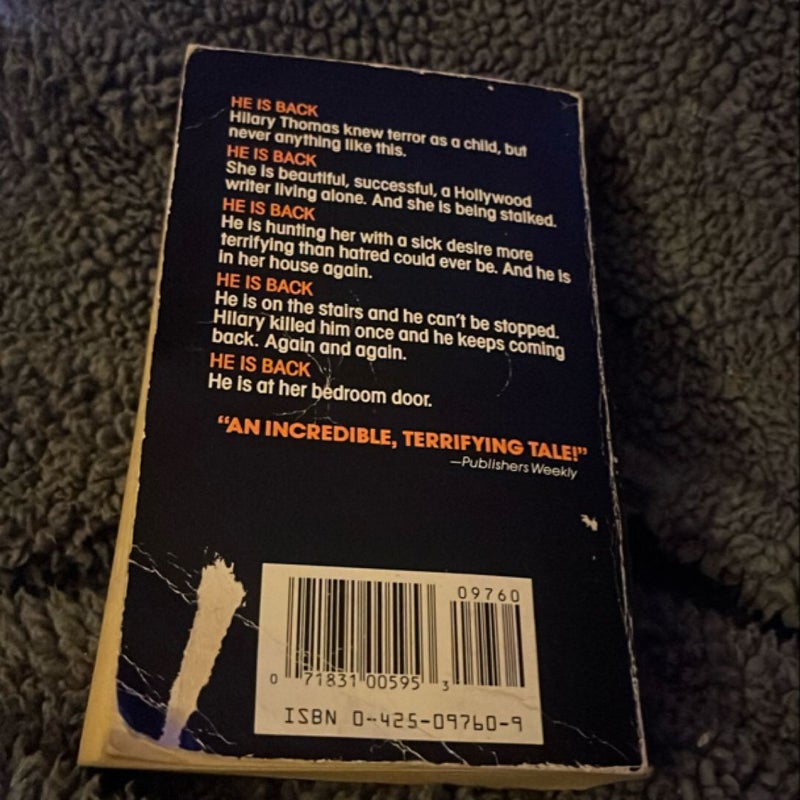 HE IS BACK
Hilary Thomas knew terror as a child, but
never anything like this.
HE IS BACK
She is beautiful, successful, a Hollywood
writer living alone. And she is being stalked.
HE IS BACK
He is hunting her with a sick desire more
terrifying than hatred could ever be. And he is
in her house again.
HE IS BACK
He is on the stairs and he can't be stopped.
Hilary killed him once and he keeps coming
back. Again and again.
HE IS BACK
He is at her bedroom door.
"AN INCREDIBLE, TERRIFYING TALE!"
—Publishers Weekly
09760
0 71831 00595 3
ISBN 0-425-09760-9